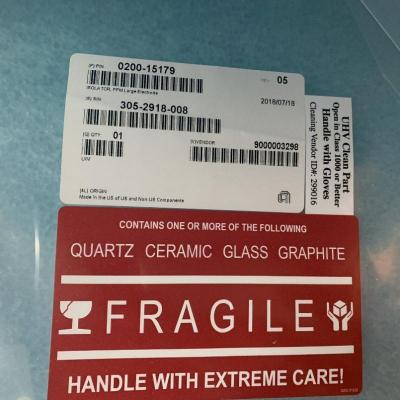 (P) P/N 0200-15179
REV. 05
ISOLATOR, PPM Large Electrode
(S) S/N 305-2918-008
2018/07/18
(Q) QTY: 01
(V)VENDOR 9000003298
U/M
(4L) ORIGIN
Made in the US of US and Non US Components
UHV Clean Part
Open in Class 1000 or Better
Handle with Gloves
Cleaning Vendor ID#: 299016
CONTAINS ONE OR MORE OF THE FOLLOWING
QUARTZ CERAMIC GLASS GRAPHITE
FRAGILE
HANDLE WITH EXTREME CARE!